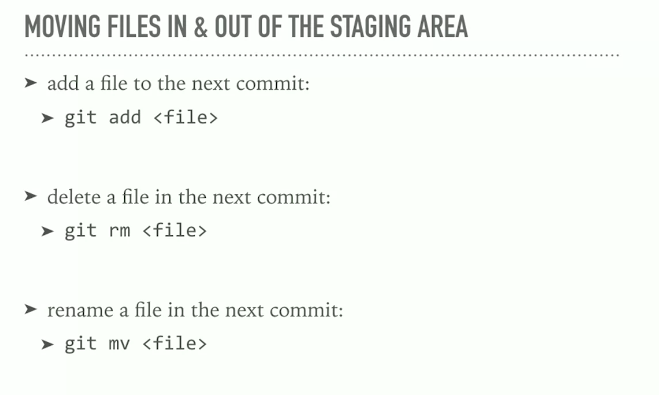 MOVING FILES IN & OUT OF THE STAGING AREA
➤ add a file to the next commit:
➤ git add <file>
➤ delete a file in the next commit:
➤ git rm <file>
➤ rename a file in the next commit:
➤ git mv <file>